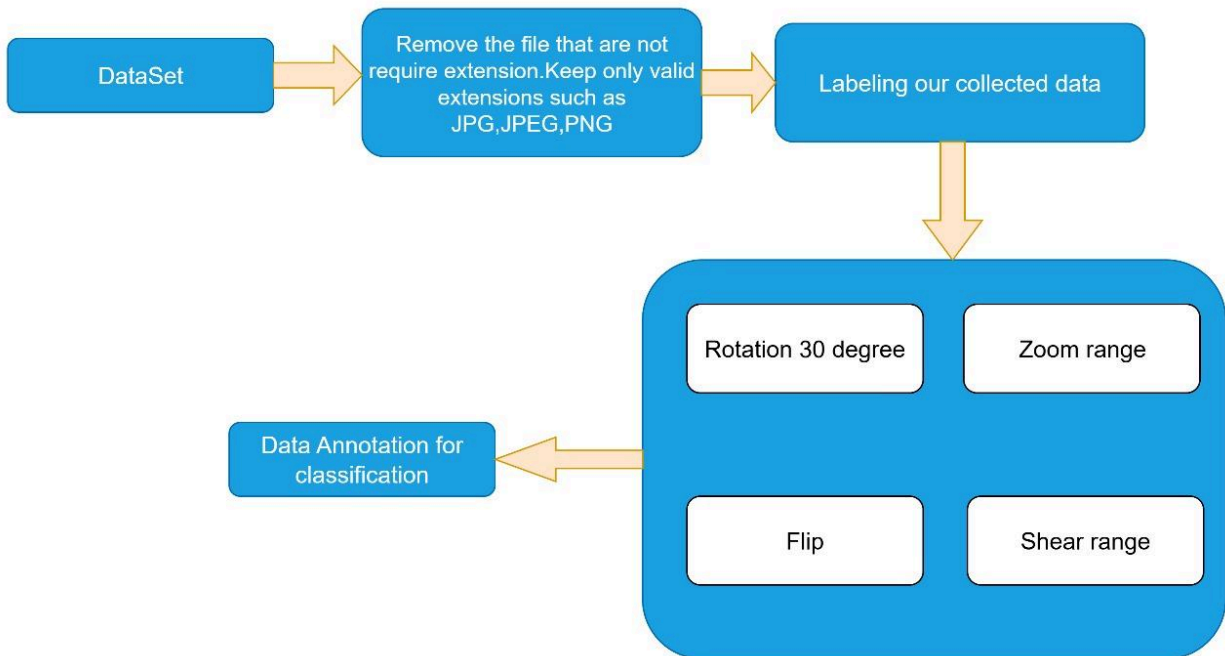 DataSet
Remove the file that are not
require extension.Keep only valid
extensions such as
JPG,JPEG,PNG
Labeling our collected data
Rotation 30 degree
Zoom range
Flip
Shear range
Data Annotation for
classification